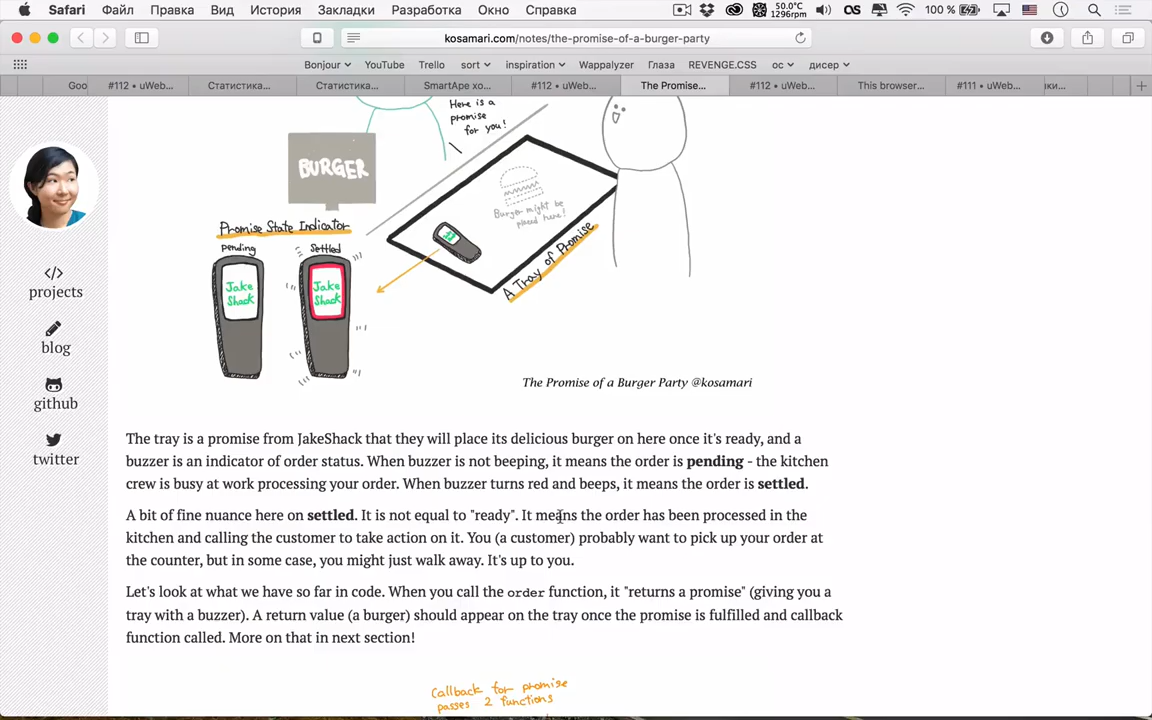 Safari Файл Правка Вид История Закладки Разработка Окно Справка 50.0°C 1296rpm 100 %
kosamari.com/notes/the-promise-of-a-burger-party
Bonjour YouTube Trello sort inspiration Wappalyzer Глаза REVENGE.CSS ос дисер
Goo #112 • uWeb... Статистика... Статистика... SmartApe хо... #112 • uWeb... The Promise... #112 • uWeb... This browser... #111 • uWeb... ки...
Here is a
promise
for you!
BURGER
Burger might be
placed here!
Promise State Indicator
Pending Settled
Jake
Shack
Jake
Shack
A Tray of Promise
The Promise of a Burger Party @kosamari
projects
blog
github
twitter
The tray is a promise from JakeShack that they will place its delicious burger on here once it's ready, and a
buzzer is an indicator of order status. When buzzer is not beeping, it means the order is pending - the kitchen
crew is busy at work processing your order. When buzzer turns red and beeps, it means the order is settled.
A bit of fine nuance here on settled. It is not equal to "ready". It means the order has been processed in the
kitchen and calling the customer to take action on it. You (a customer) probably want to pick up your order at
the counter, but in some case, you might just walk away. It's up to you.
Let's look at what we have so far in code. When you call the order function, it "returns a promise" (giving you a
tray with a buzzer). A return value (a burger) should appear on the tray once the promise is fulfilled and callback
function called. More on that in next section!
Callback for promise
passes 2 functions